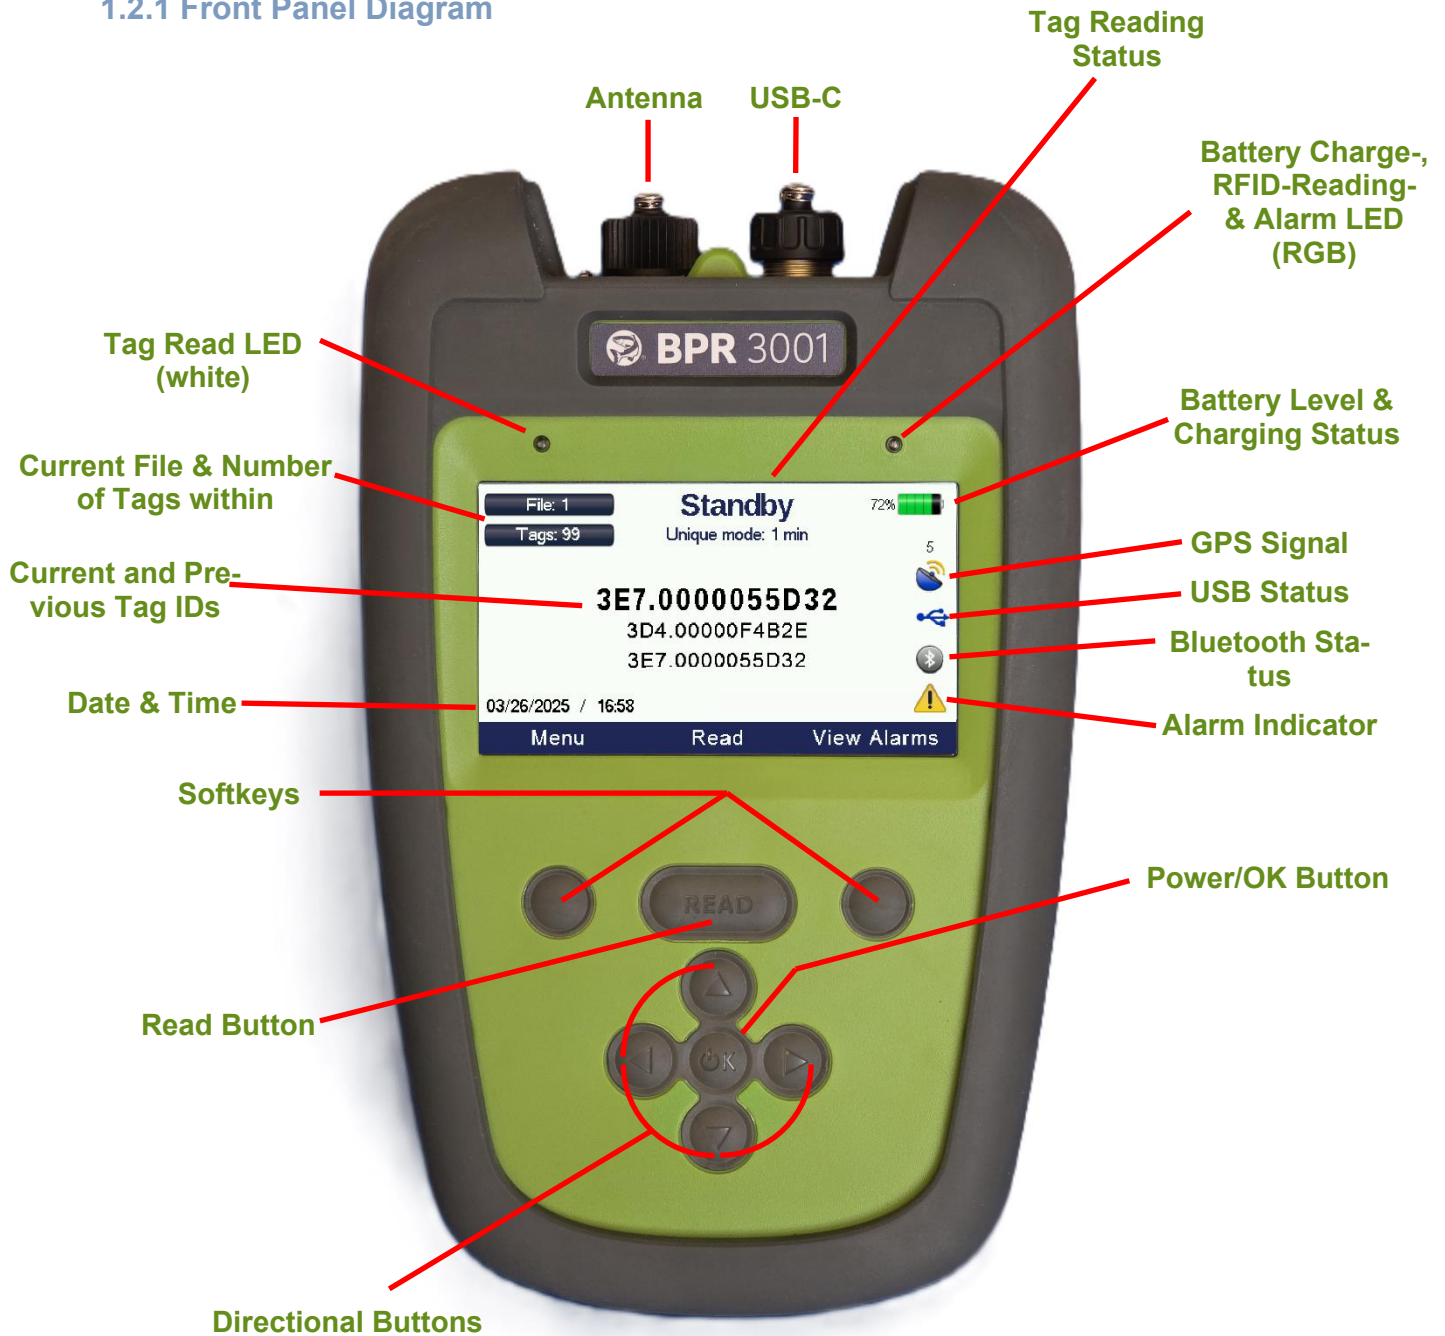 1.2.1 Front Panel Diagram
Tag Reading
Status
Antenna
USB-C
Battery Charge-,
RFID-Reading-
& Alarm LED
(RGB)
BPR 3001
Tag Read LED
(white)
Battery Level &
Charging Status
Current File & Number
of Tags within
File: 1
Standby
72%
Tags: 99
Unique mode: 1 min
5
GPS Signal
Current and Pre-
vious Tag IDs
3E7.0000055D32
USB Status
3D4.00000F4B2E
3E7.0000055D32
Bluetooth Sta-
tus
Date & Time
03/26/2025 / 16:58
Alarm Indicator
Menu
Read
View Alarms
Softkeys
Power/OK Button
READ
Read Button
OK
Directional Buttons